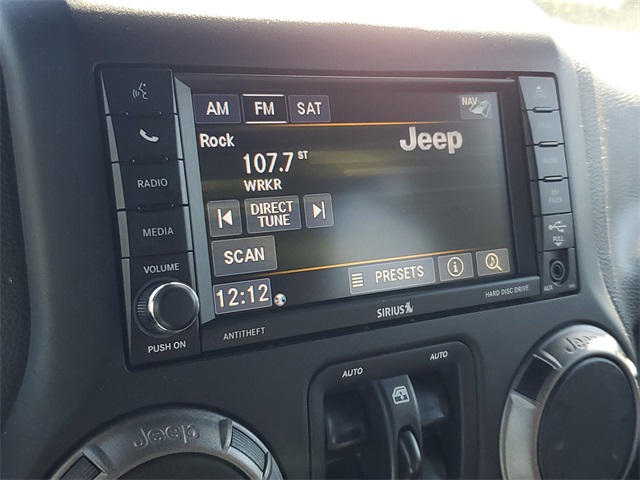 AM FM SAT NAV
Rock
Jeep
107.7 ST
WRKR
DIRECT
TUNE
SCAN
PRESETS
12:12
RADIO
MEDIA
VOLUME
PUSH ON
ANTITHEFT
SIRIUS
HARD DISC DRIVE
PULL
AUX
AUTO
AUTO
Jeep
Jeep